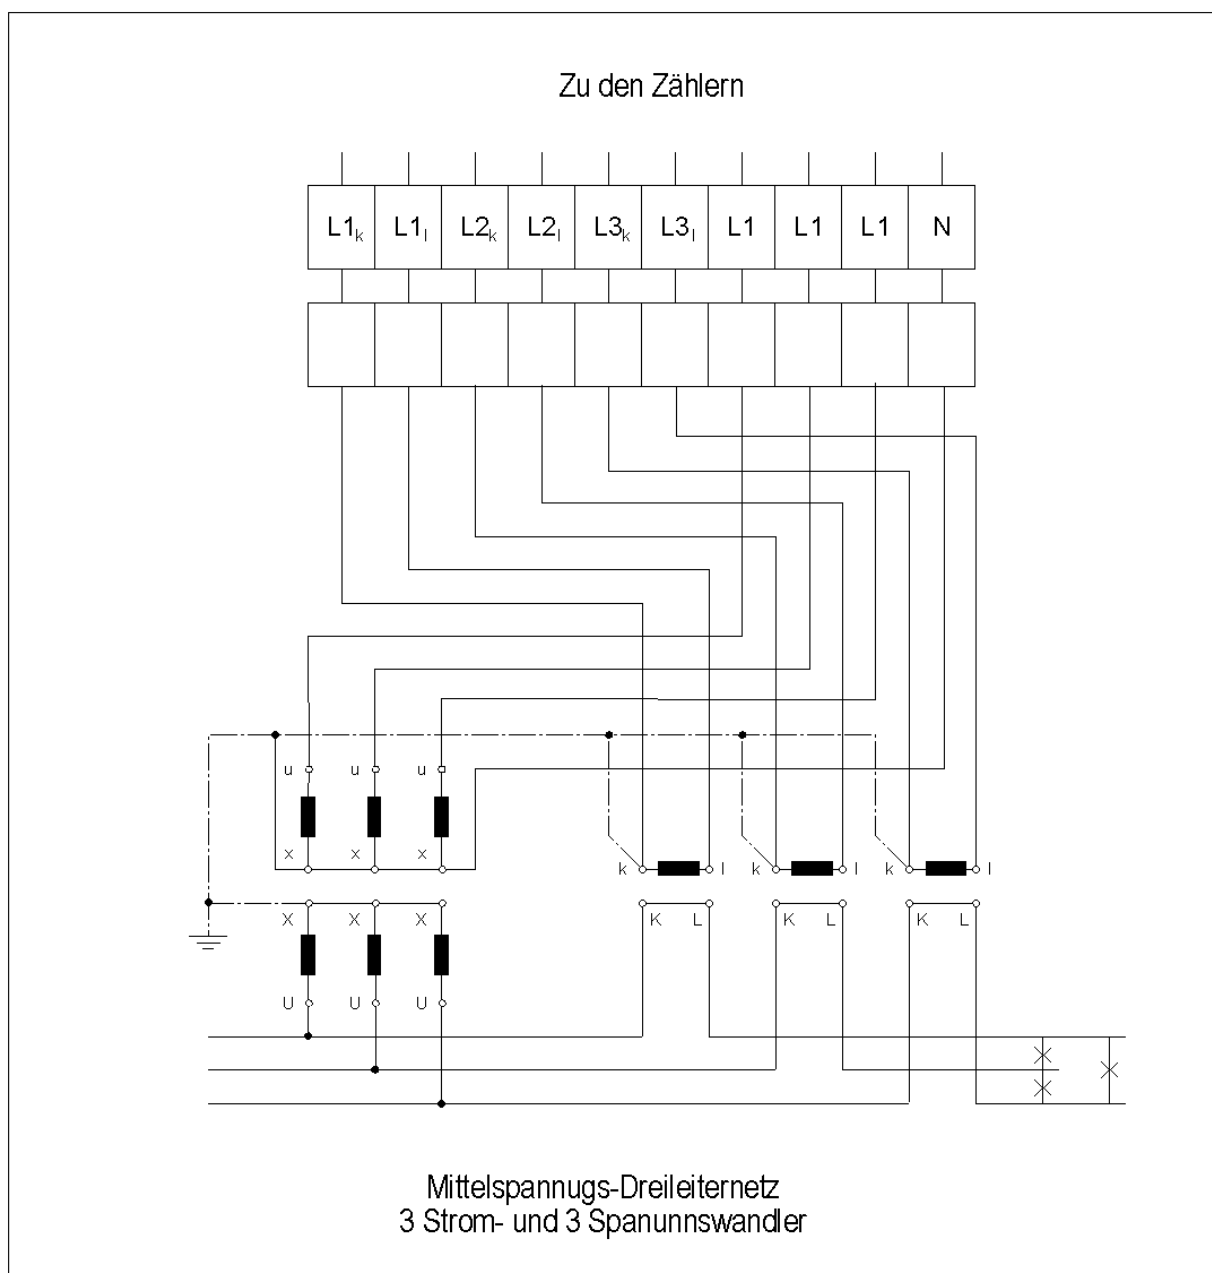 Zu den Zählern
L1k L1l L2k L2l L3k L3l L1 L1 L1 N
u u u
x x x k l k l k l
X X X K L K L K L
U U U
Mittelspannugs-Dreileiternetz
3 Strom- und 3 Spanunnswandler